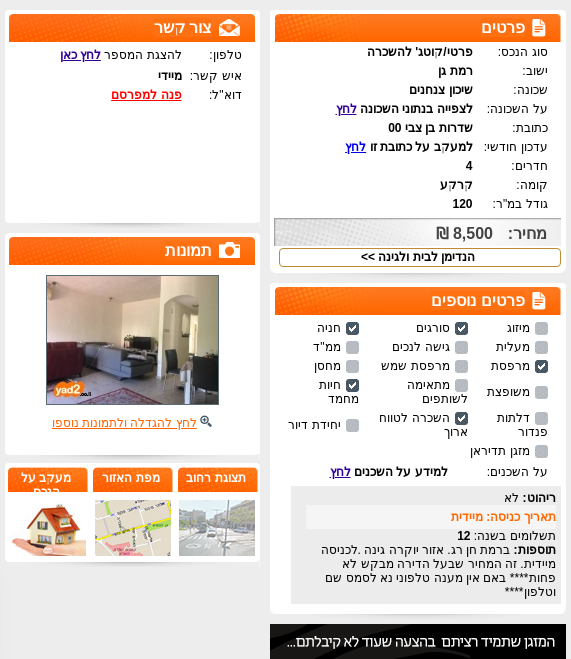 פרטים
סוג הנכס: פרטי/קוטג' להשכרה
ישוב: רמת גן
שכונה: שיכון צנחנים
על השכונה: לצפייה בנתוני השכונה לחץ
כתובת: שדרות בן צבי 00
עדכון חודשי: למעקב על כתובת זו לחץ
חדרים: 4
קומה: קרקע
גודל במ"ר: 120
מחיר: 8,500 ₪
הנדימן לבית ולגינה >>
פרטים נוספים
מיזוג סורגים חניה
מעלית גישה לנכים ממ"ד
מרפסת מרפסת שמש מחסן
משופצת מתאימה לשותפים חיות מחמד
דלתות פנדור השכרה לטווח ארוך יחידת דיור
מזגן תדיראן
על השכנים: למידע על השכנים לחץ
ריהוט: לא
תאריך כניסה: מיידית
תשלומים בשנה: 12
תוספות: ברמת חן רג. אזור יוקרה גינה .לכניסה
מיידית. זה המחיר שבעל הדירה מבקש לא
פחות**** באם אין מענה טלפוני נא לסמס שם
וטלפון****
המזגן שתמיד רציתם בהצעה שעוד לא קיבלתם...
צור קשר
טלפון: להצגת המספר לחץ כאן
איש קשר: מיידי
דוא"ל: פנה למפרסם
תמונות
yad2.co.il
לחץ להגדלה ולתמונות נוספו
תצוגת רחוב
מפת האזור
מעקב על
הנכס